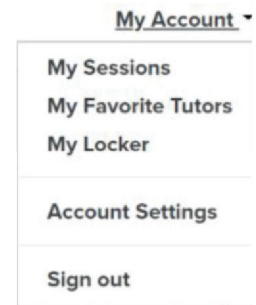 My Account
My Sessions
My Favorite Tutors
My Locker
Account Settings
Sign out